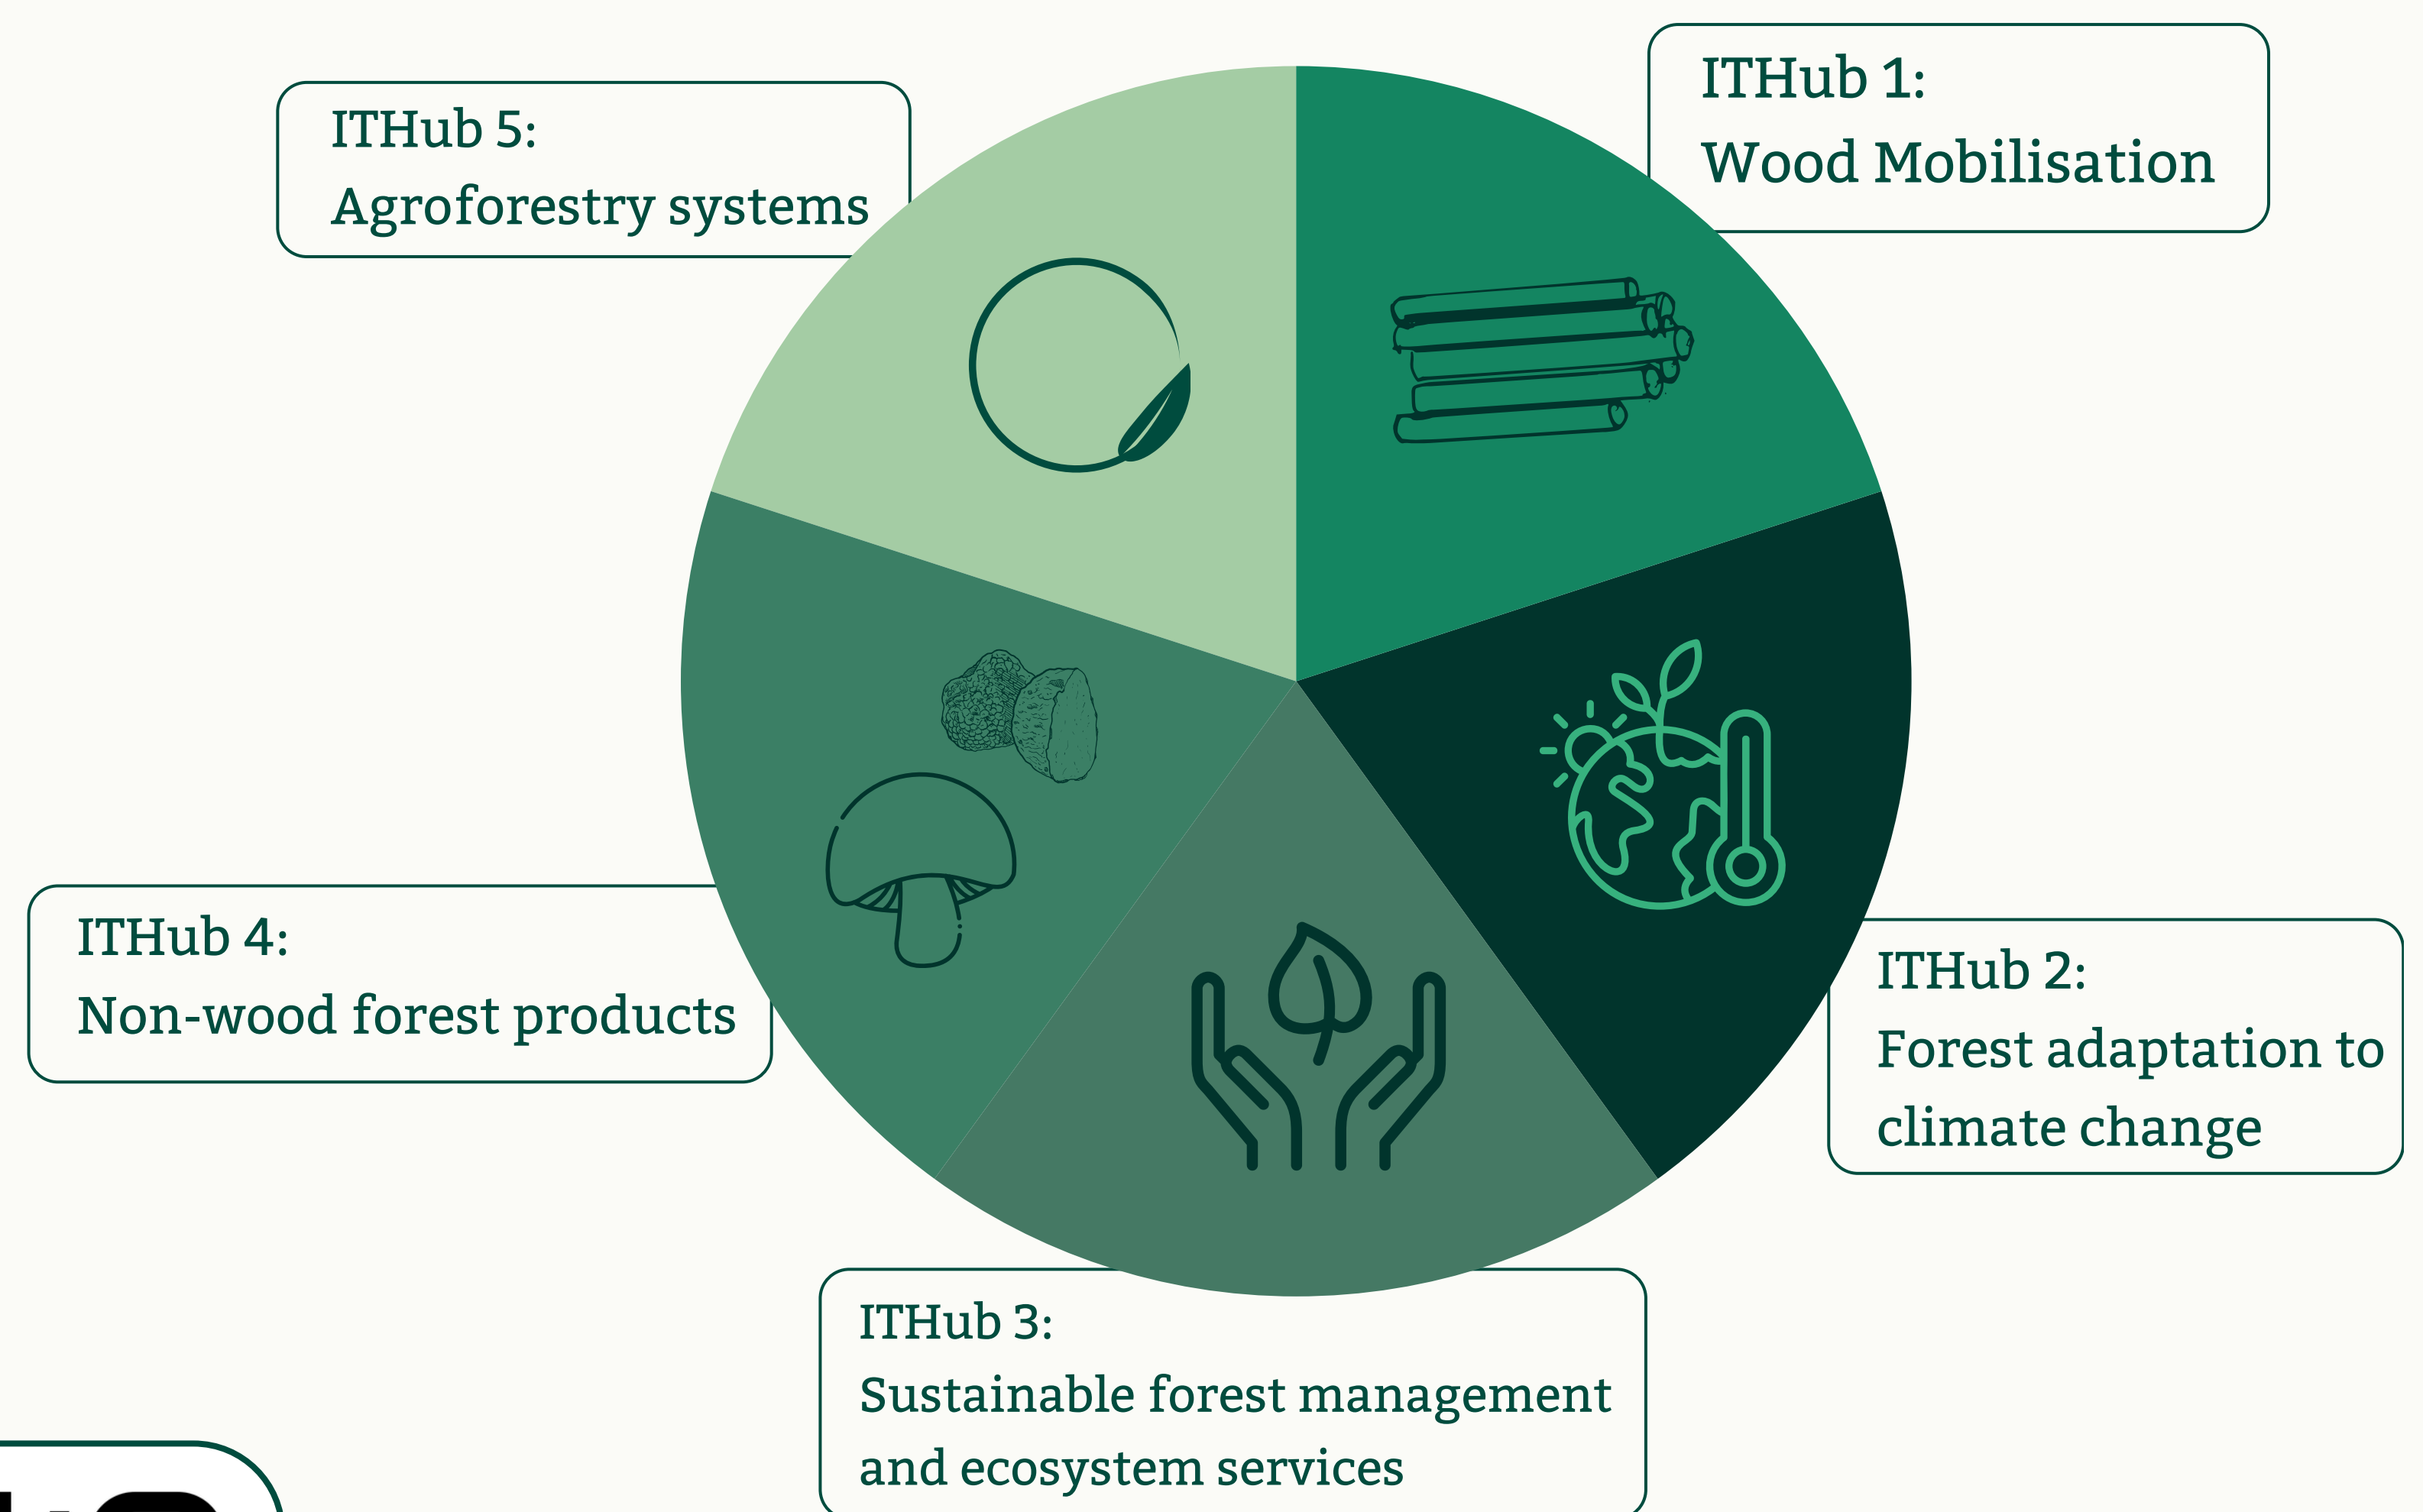 ITHub 1:
Wood Mobilisation
ITHub 2:
Forest adaptation to
climate change
ITHub 3:
Sustainable forest management
and ecosystem services
ITHub 4:
Non-wood forest products
ITHub 5:
Agroforestry systems